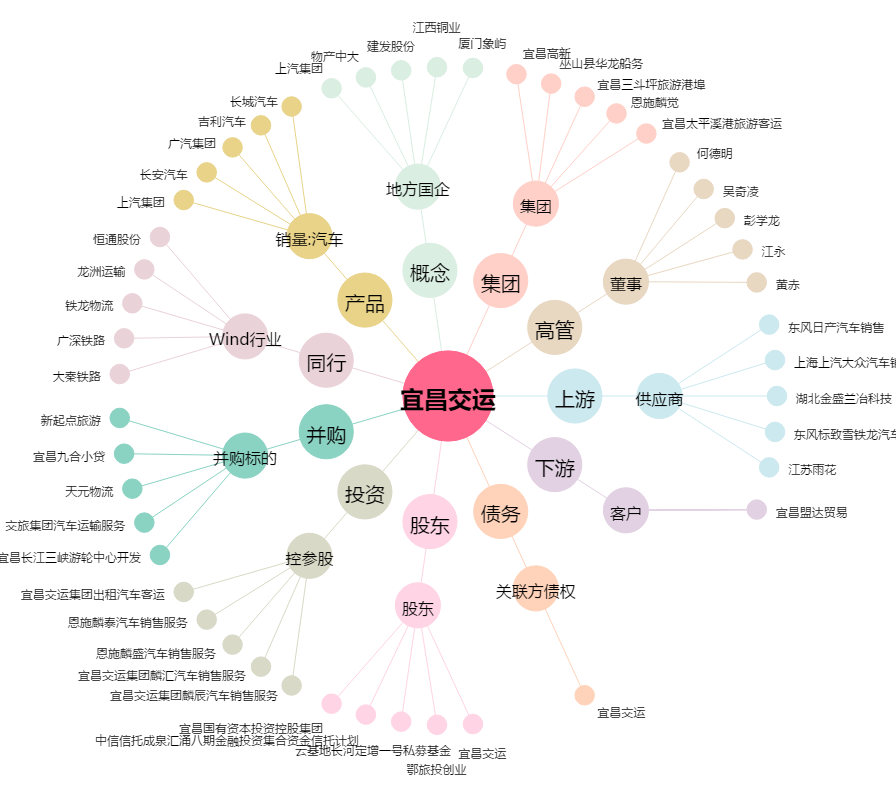 江西铜业
建发股份
厦门象屿
物产中大
上汽集团
地方国企
概念
宜昌高新
巫山县华龙船务
宜昌三斗坪旅游港埠
恩施麟觉
宜昌太平溪港旅游客运
集团
集团
何德明
吴奇凌
彭学龙
江永
黄赤
董事
高管
长城汽车
吉利汽车
广汽集团
长安汽车
上汽集团
销量:汽车
产品
恒通股份
龙洲运输
铁龙物流
广深铁路
大秦铁路
Wind行业
同行
宜昌交运
上游
供应商
东风日产汽车销售
上海上汽大众汽车销
湖北金盛兰冶科技
东风标致雪铁龙汽车
江苏雨花
下游
客户
宜昌盟达贸易
并购
并购标的
新起点旅游
宜昌九合小贷
天元物流
交旅集团汽车运输服务
宜昌长江三峡游轮中心开发
投资
控参股
宜昌交运集团出租汽车客运
恩施麟泰汽车销售服务
恩施麟盛汽车销售服务
宜昌交运集团麟汇汽车销售服务
宜昌交运集团麟辰汽车销售服务
股东
股东
宜昌国有资本投资控股集团
中信信托成泉汇涌八期金融投资集合资金信托计划
云基地长河定增一号私募基金
鄂旅投创业
宜昌交运
债务
关联方债权
宜昌交运